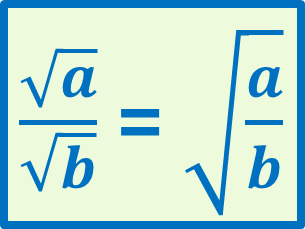 √a/√b = √(a/b)